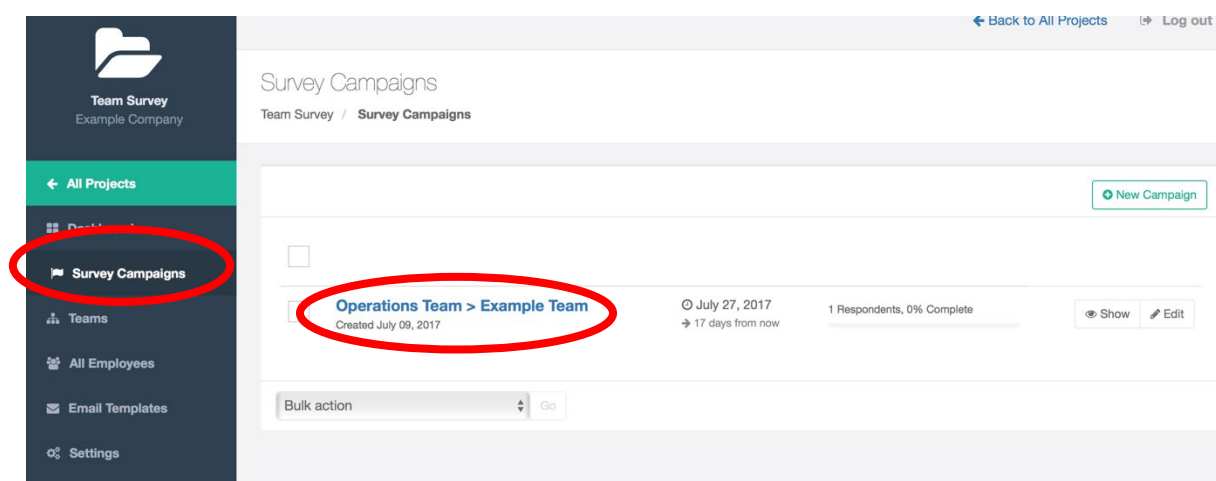 Back to All Projects
Log out
Team Survey
Example Company
Survey Campaigns
Team Survey / Survey Campaigns
All Projects
New Campaign
Survey Campaigns
Operations Team > Example Team
Created July 09, 2017
July 27, 2017
17 days from now
1 Respondents, 0% Complete
Show
Edit
Teams
All Employees
Email Templates
Bulk action
Go
Settings